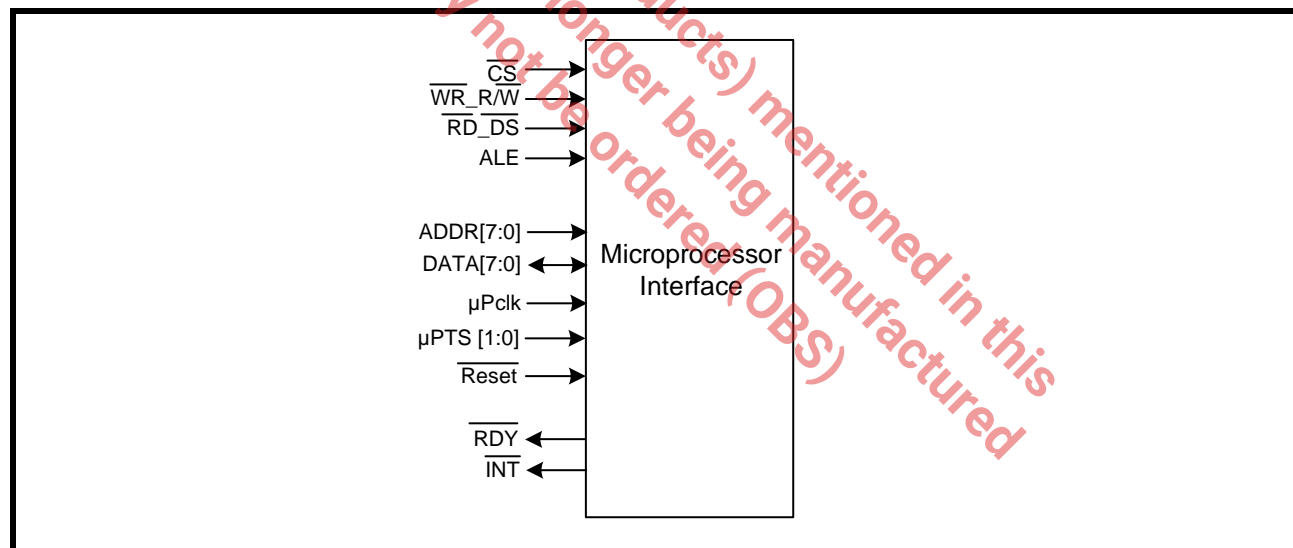 CS
WR_R/W
RD_DS
ALE
ADDR[7:0]
DATA[7:0]
µPclk
µPTS [1:0]
Reset
RDY
INT
Microprocessor
Interface
ducts) mentioned in this
longer being manufactured
y not be ordered (OBS)